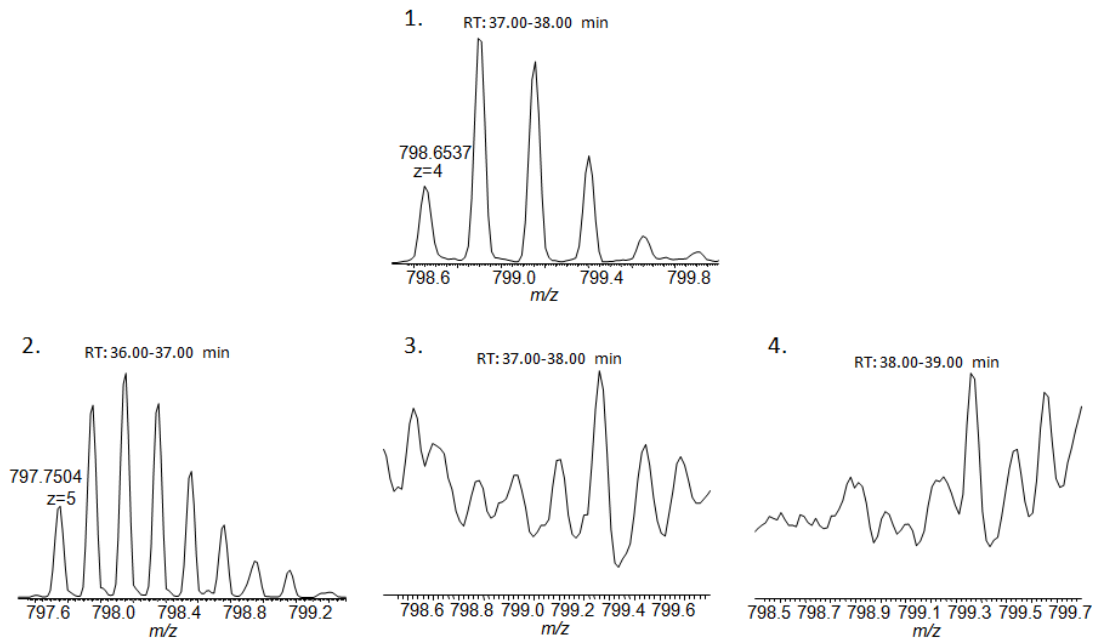 1.
RT: 37.00-38.00 min
798.6537
z=4
798.6 799.0 799.4 799.8
m/z
2.
RT: 36.00-37.00 min
797.7504
z=5
797.6 798.0 798.4 798.8 799.2
m/z
3.
RT: 37.00-38.00 min
798.6 798.8 799.0 799.2 799.4 799.6
m/z
4.
RT: 38.00-39.00 min
798.5 798.7 798.9 799.1 799.3 799.5 799.7
m/z